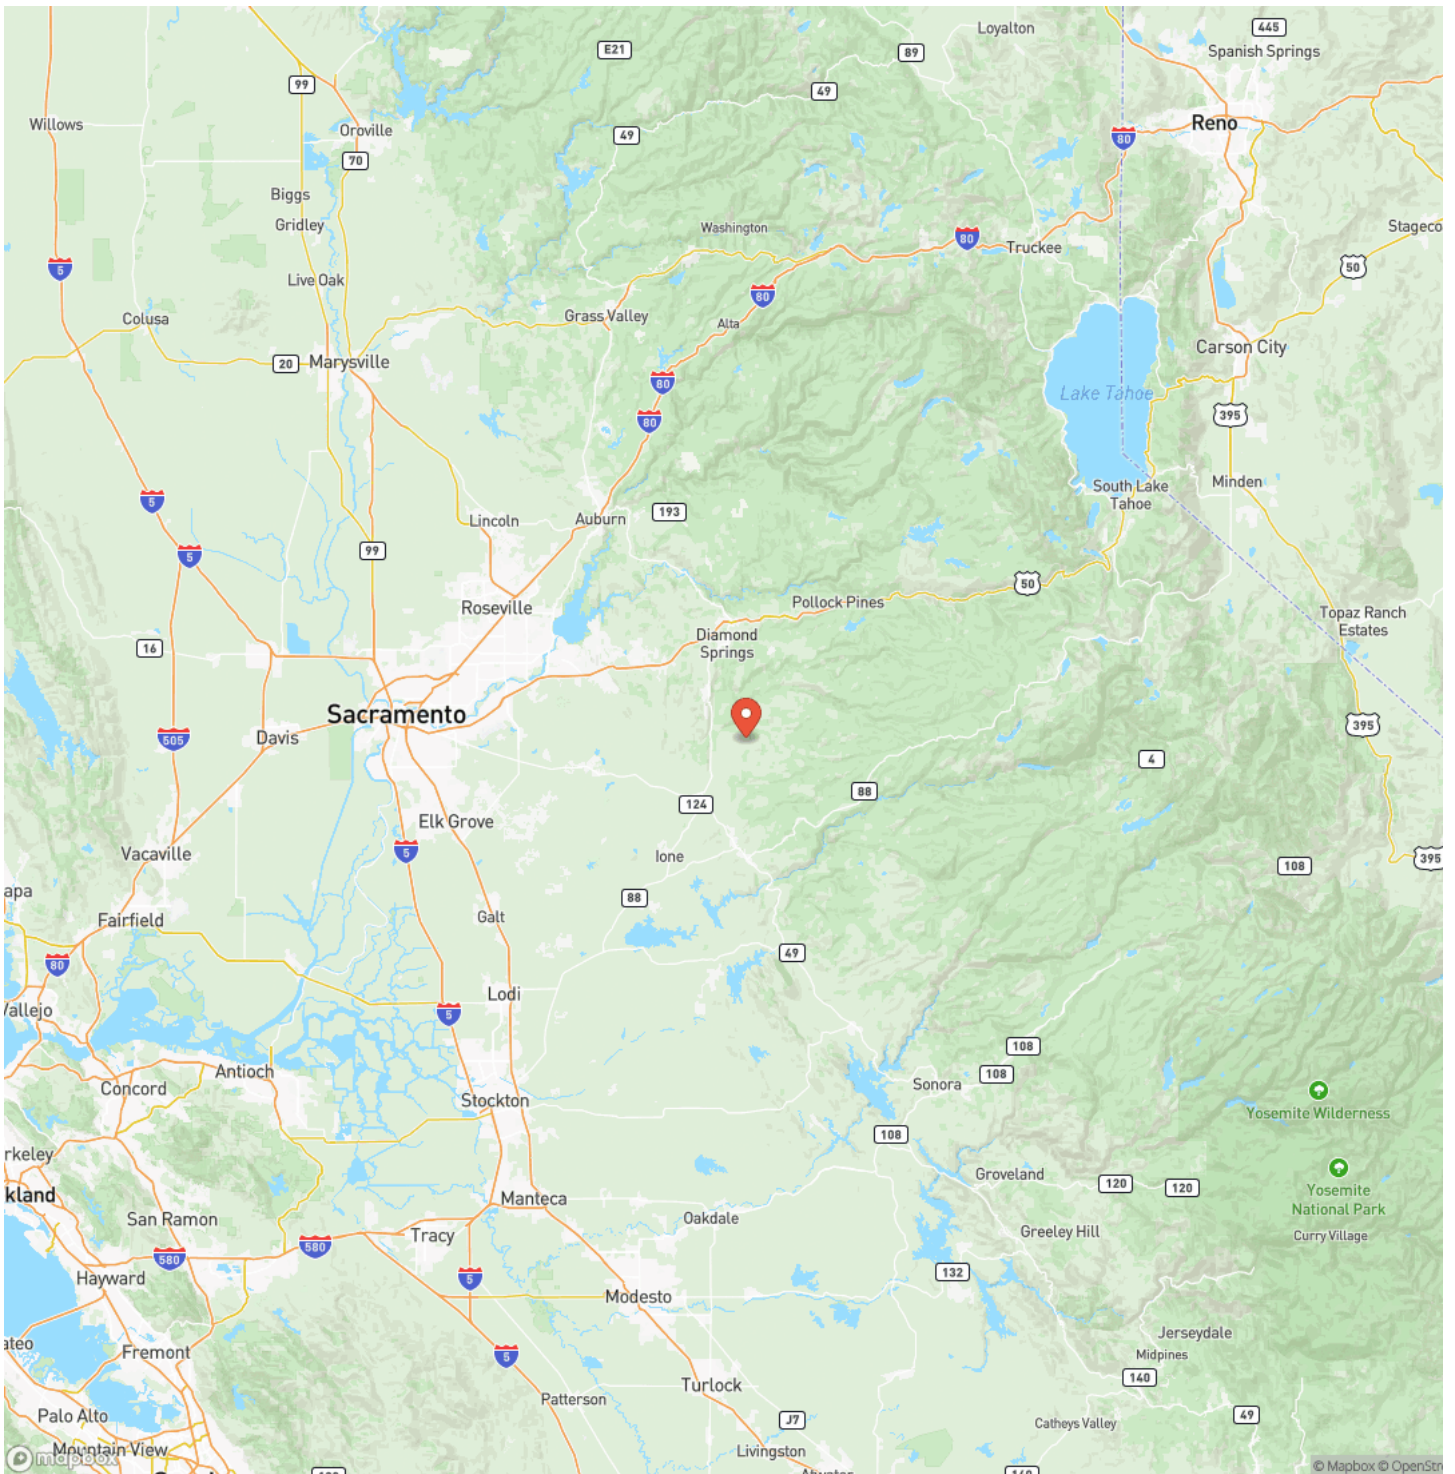 Loyalton
445
E21
89
Spanish Springs
99
49
Willows
Oroville
49
Reno
80
70
Biggs
Gridley
Washington
80
Truckee
Stageco
5
50
Live Oak
80
Colusa
Grass Valley
Alta
Carson City
20
Marysville
80
Lake Tahoe
80
395
South Lake
Tahoe
Minden
5
193
Lincoln
Auburn
99
5
50
Roseville
Pollock Pines
Topaz Ranch
Estates
Diamond
Springs
16
Sacramento
395
505
Davis
4
88
124
Elk Grove
5
Vacaville
Ione
395
108
apa
88
Fairfield
Galt
49
80
Lodi
Vallejo
5
108
Antioch
108
Sonora
Concord
Stockton
Yosemite Wilderness
108
rkeley
Groveland
120
120
kland
Manteca
Yosemite
National Park
San Ramon
Oakdale
Greeley Hill
Curry Village
Tracy
580
580
Hayward
5
132
Modesto
Jerseydale
ateo
Fremont
5
Midpines
140
Turlock
Patterson
Palo Alto
J7
49
Catheys Valley
Mountain View
mapbox
Livingston
© Mapbox © OpenStre